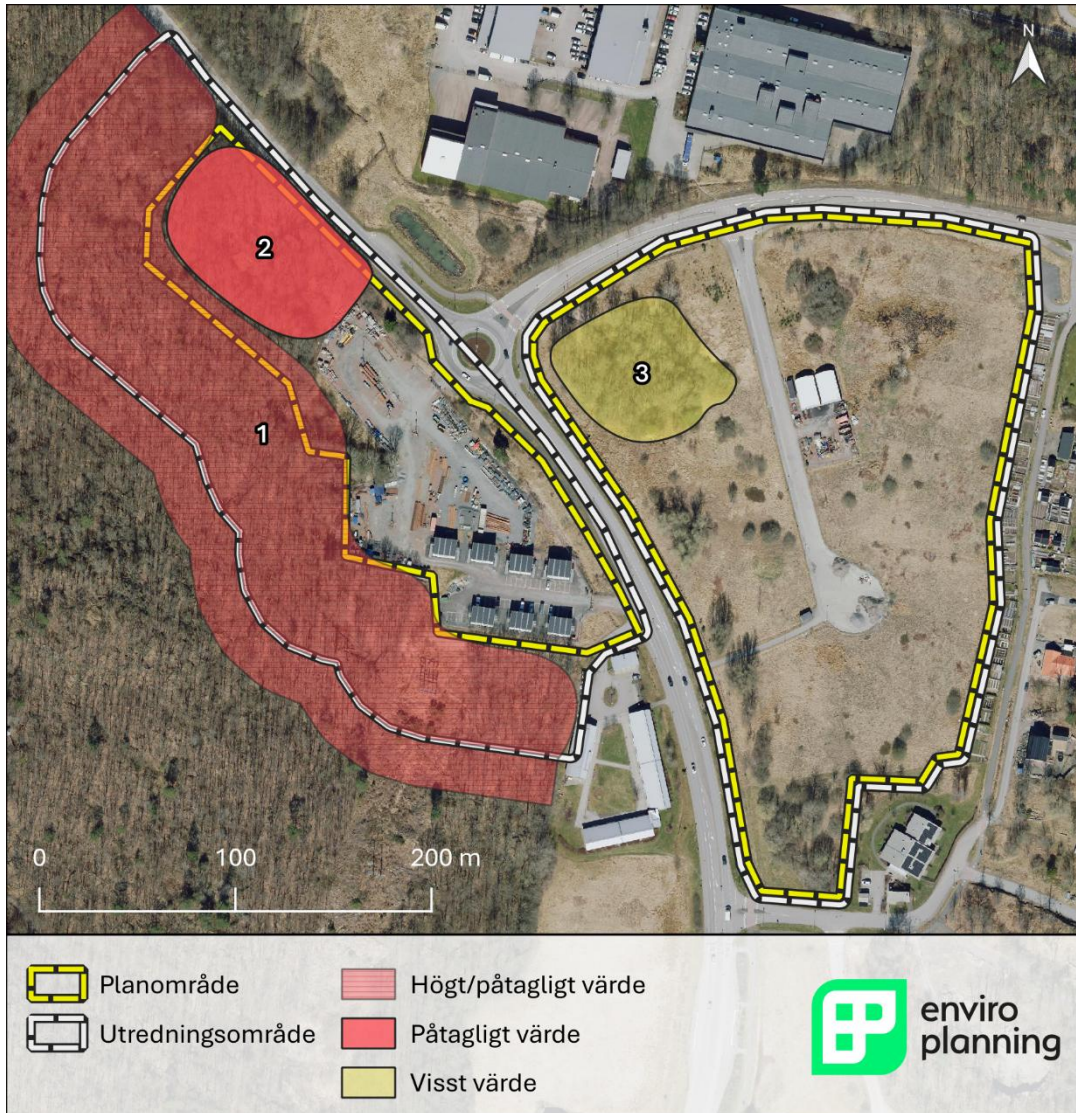 N
2
3
1
0 100 200 m
Planområde
Utredningsområde
Högt/påtagligt värde
Påtagligt värde
Visst värde
enviro
planning